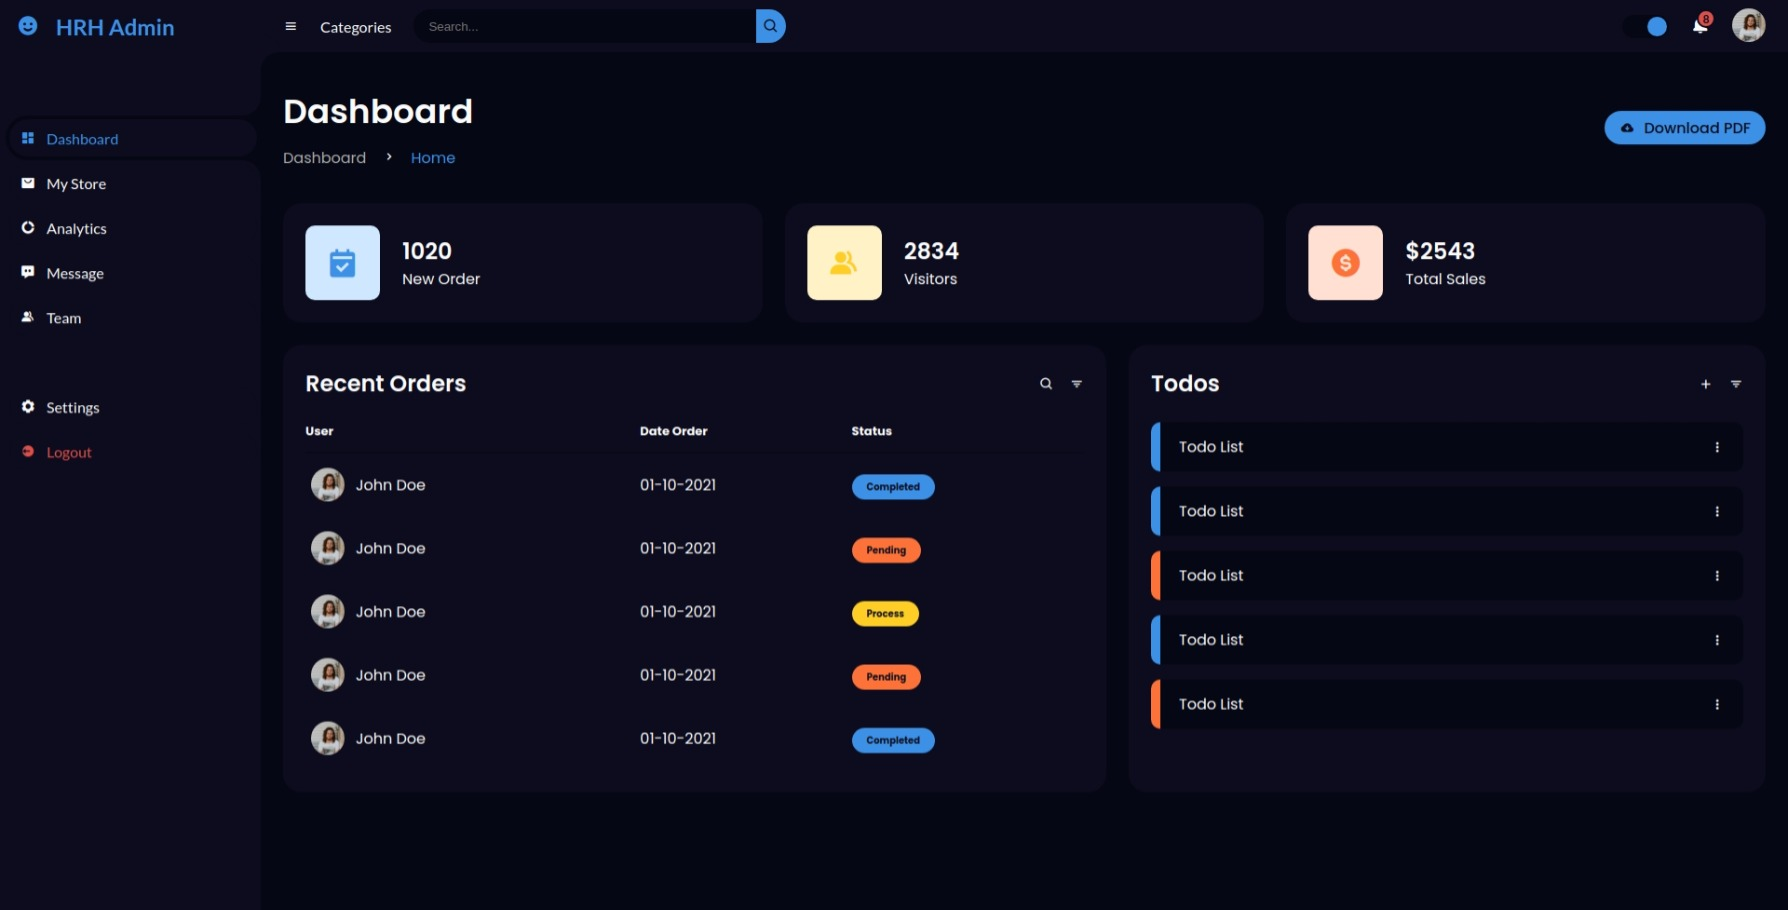 HRH Admin
Categories
Search...
8
Dashboard
My Store
Analytics
Message
Team
Settings
Logout
Dashboard
Dashboard > Home
Download PDF
1020
New Order
2834
Visitors
$2543
Total Sales
Recent Orders
User Date Order Status
John Doe 01-10-2021 Completed
John Doe 01-10-2021 Pending
John Doe 01-10-2021 Process
John Doe 01-10-2021 Pending
John Doe 01-10-2021 Completed
Todos
Todo List
Todo List
Todo List
Todo List
Todo List